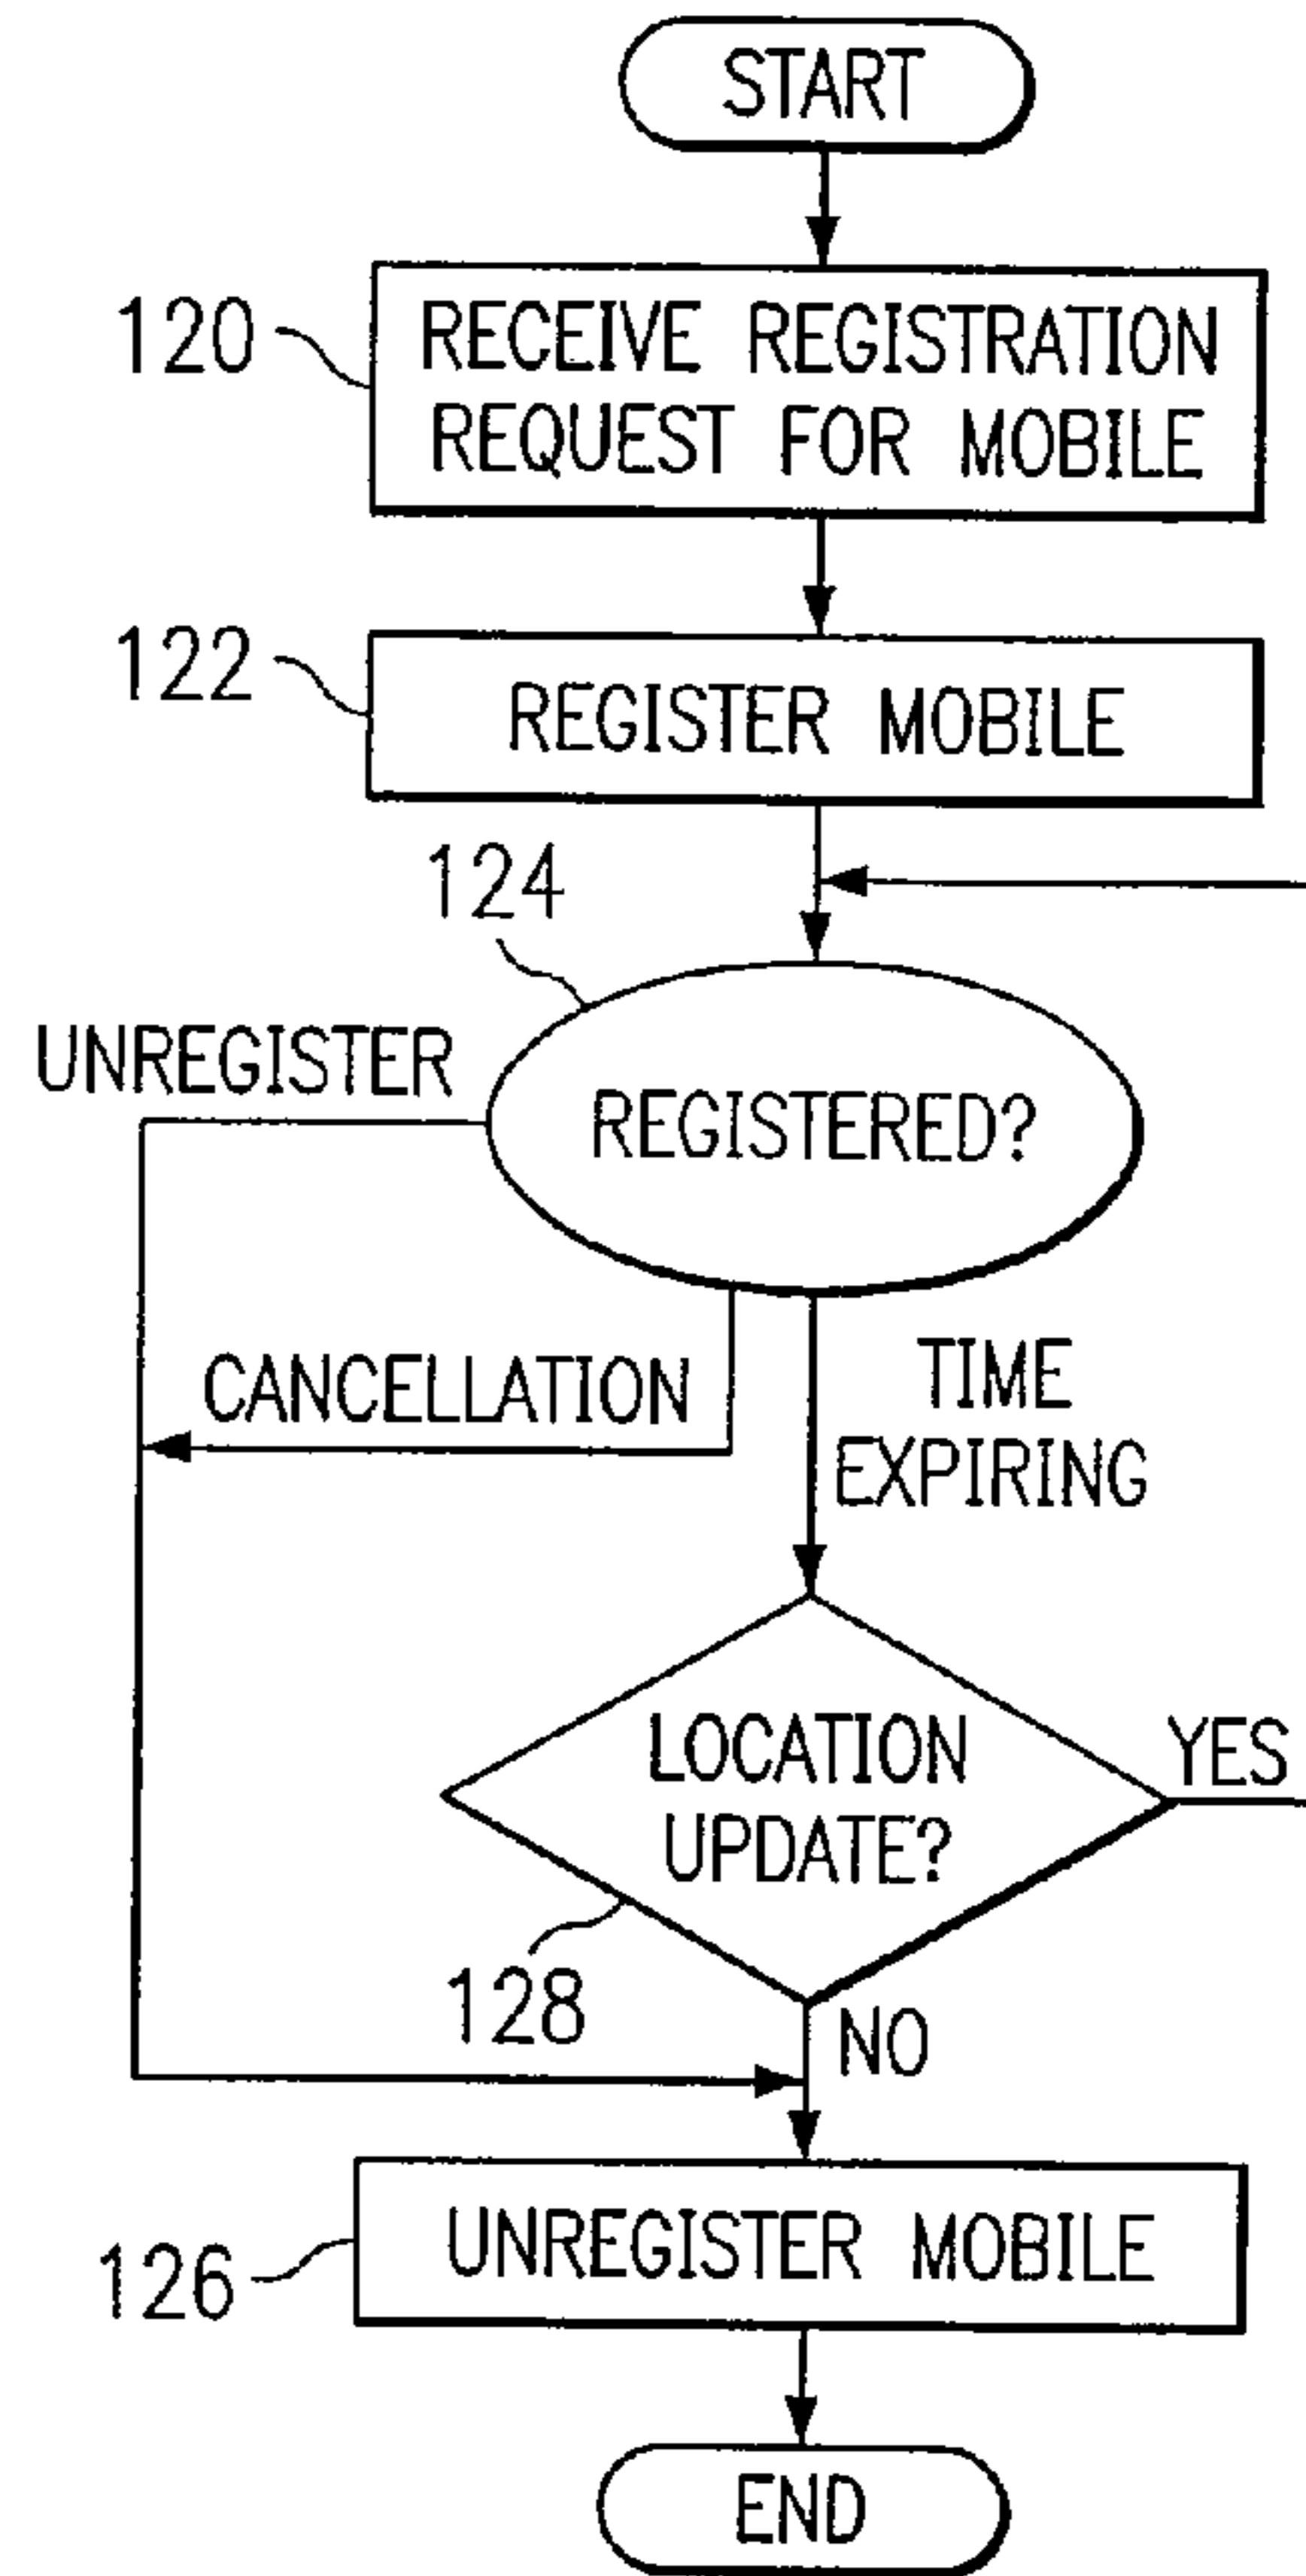 START
120
RECEIVE REGISTRATION
REQUEST FOR MOBILE
122
REGISTER MOBILE
124
UNREGISTER
REGISTERED?
CANCELLATION
TIME
EXPIRING
LOCATION
UPDATE?
YES
128
NO
126
UNREGISTER MOBILE
END